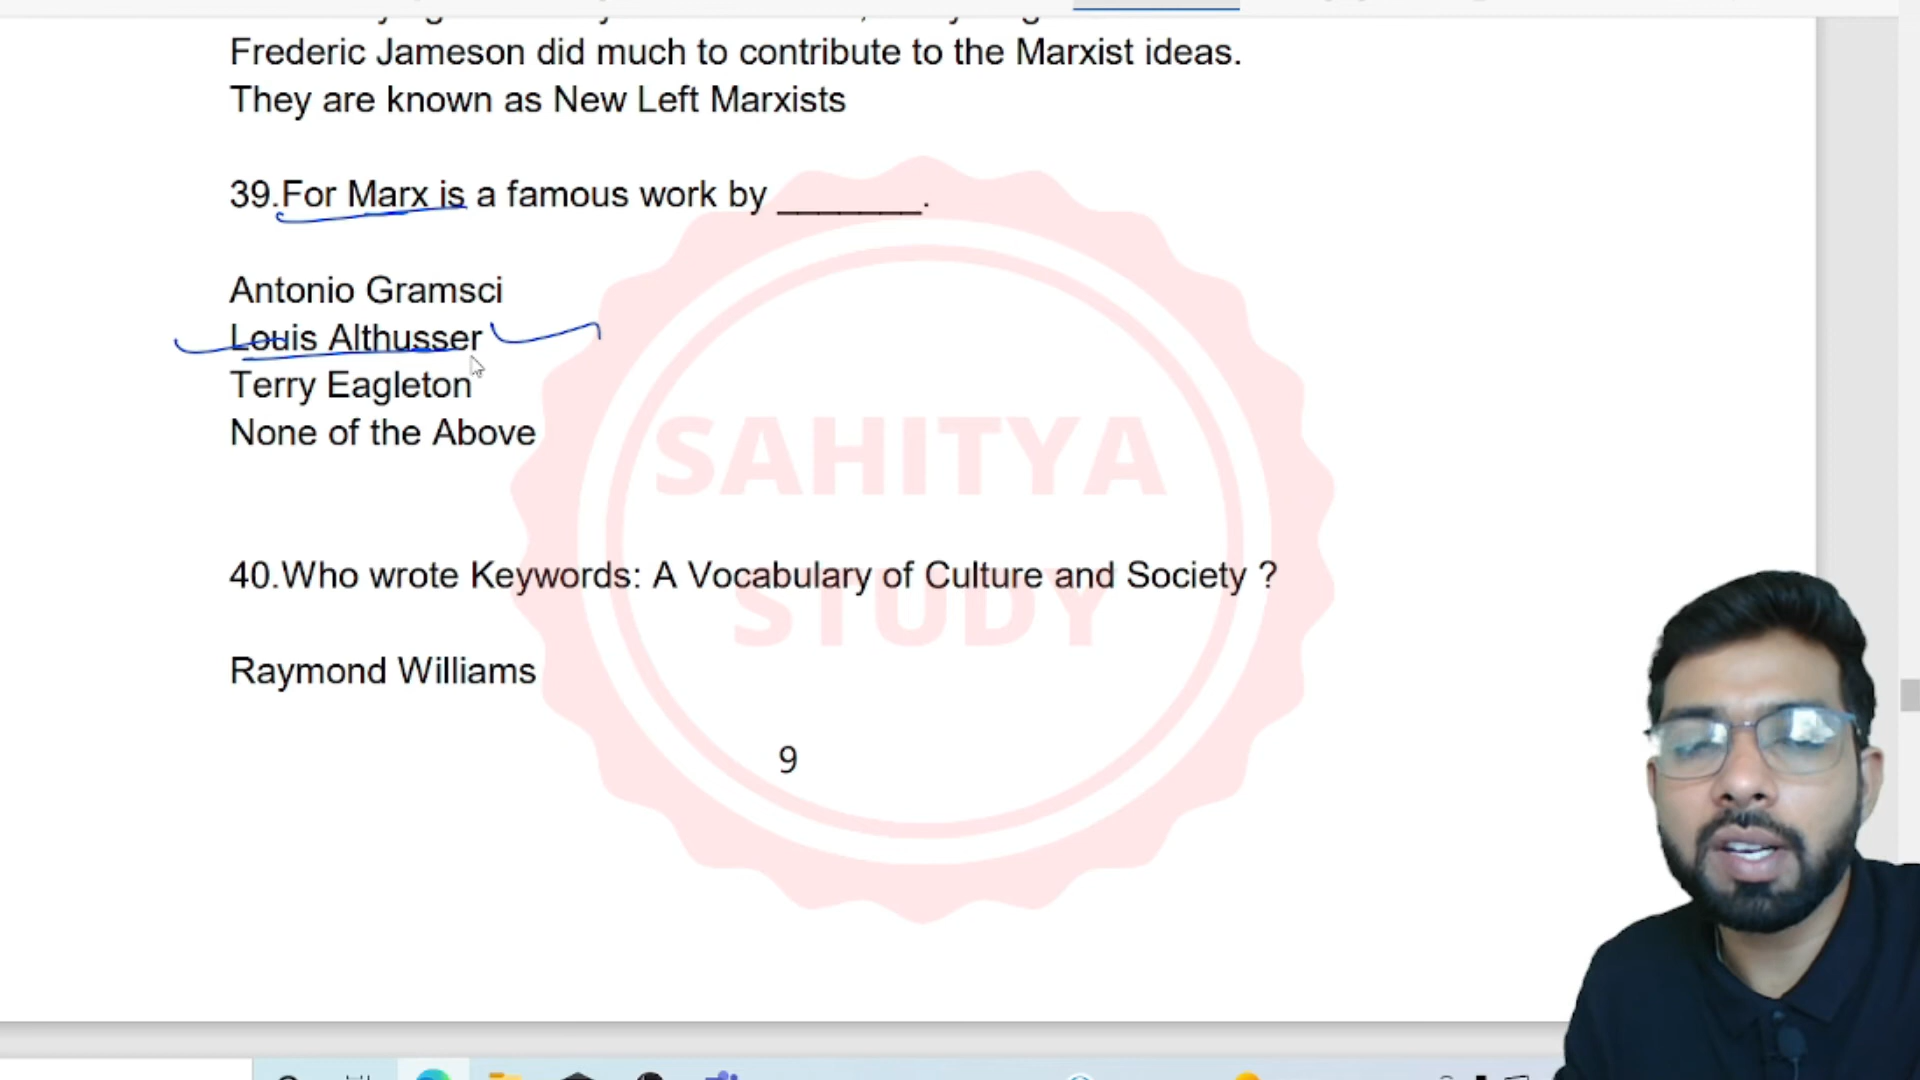 Frederic Jameson did much to contribute to the Marxist ideas.
They are known as New Left Marxists
39.For Marx is a famous work by _______.
Antonio Gramsci
Louis Althusser
Terry Eagleton
None of the Above
SAHITYA
STUDY
40.Who wrote Keywords: A Vocabulary of Culture and Society ?
Raymond Williams
9